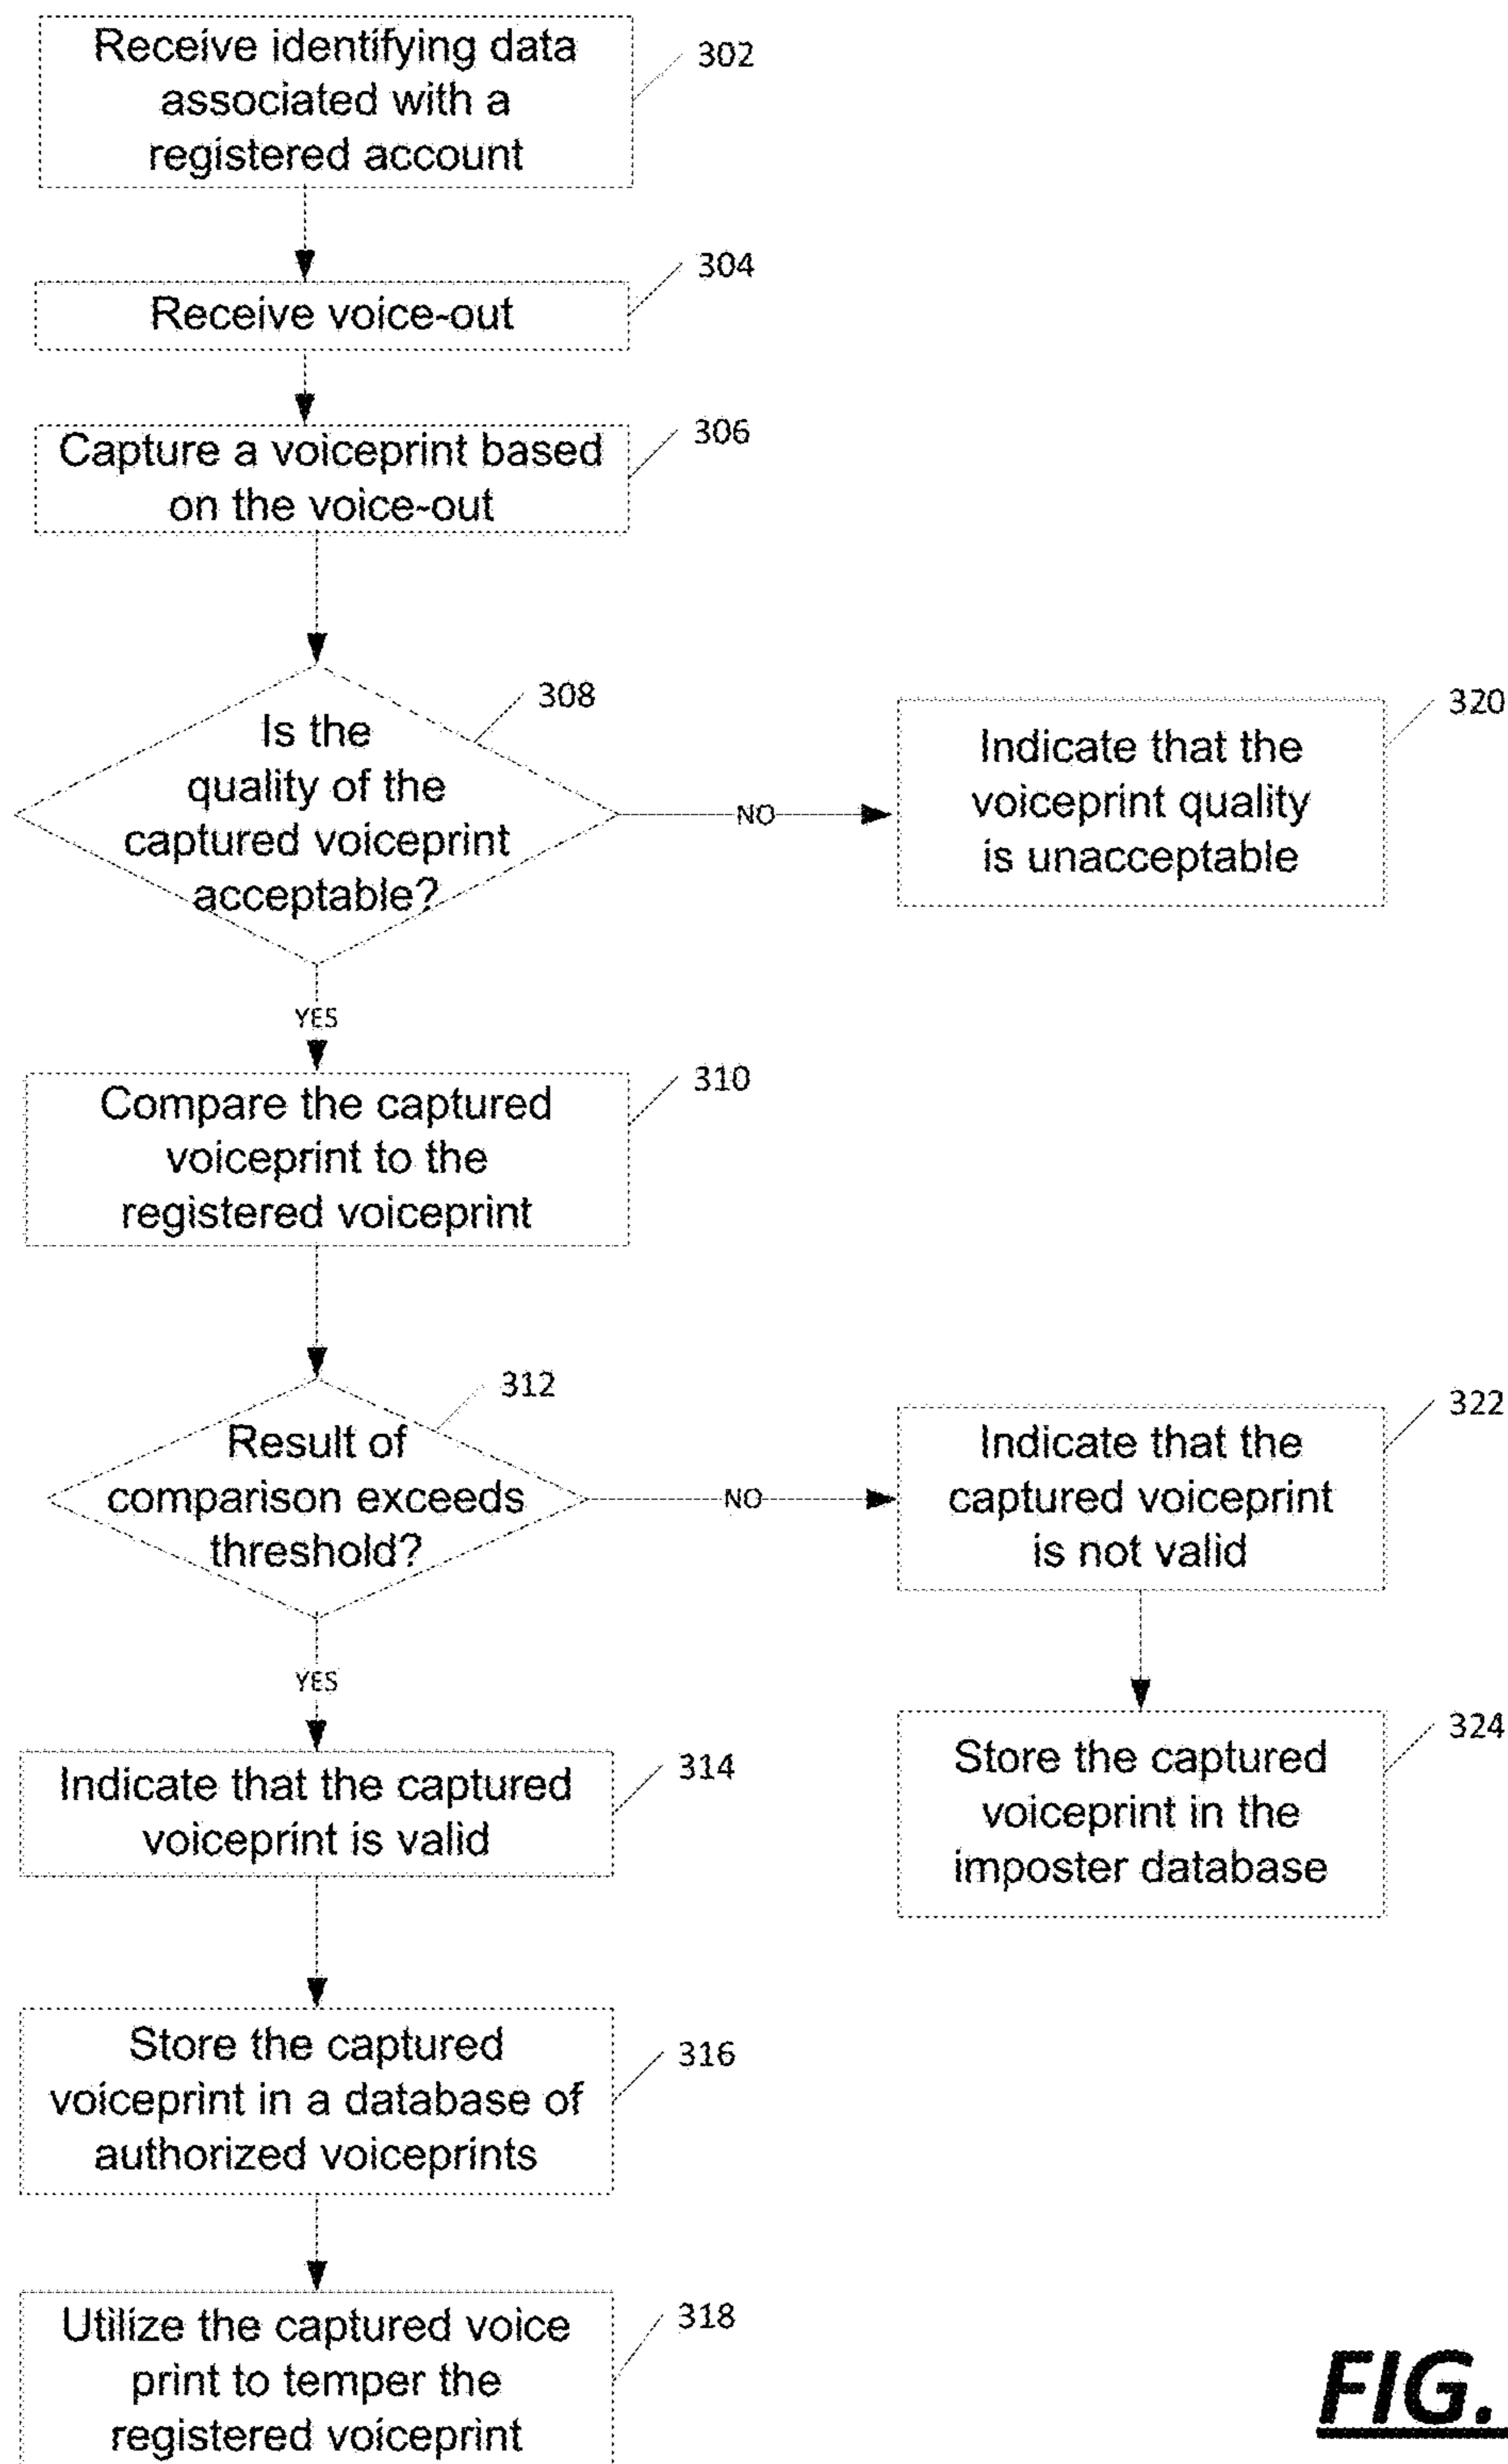 Receive identifying data
associated with a
registered account
302
304
Receive voice-out
306
Capture a voiceprint based
on the voice-out
308
Is the
quality of the
captured voiceprint
acceptable?
NO
320
Indicate that the
voiceprint quality
is unacceptable
YES
310
Compare the captured
voiceprint to the
registered voiceprint
312
Result of
comparison exceeds
threshold?
NO
322
Indicate that the
captured voiceprint
is not valid
YES
314
Indicate that the captured
voiceprint is valid
324
Store the captured
voiceprint in the
imposter database
316
Store the captured
voiceprint in a database of
authorized voiceprints
318
Utilize the captured voice
print to temper the
registered voiceprint
FIG.